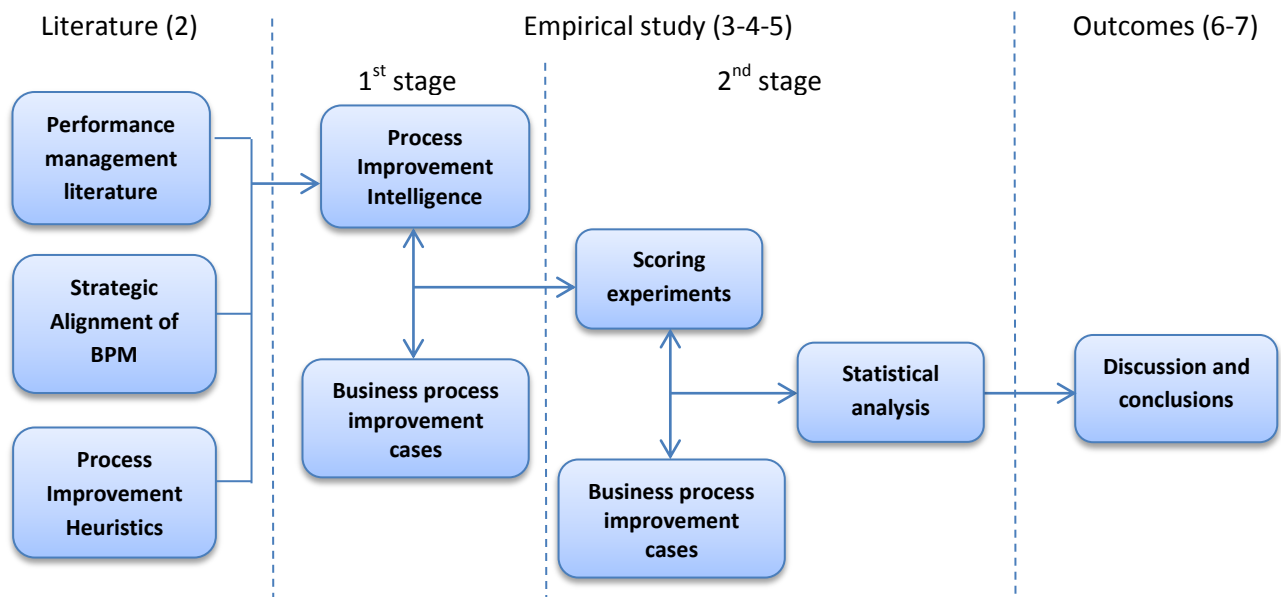 Literature (2)
Empirical study (3-4-5)
Outcomes (6-7)
1st stage
2nd stage
Performance
management
literature
Strategic
Alignment of
BPM
Process
Improvement
Heuristics
Process
Improvement
Intelligence
Business process
improvement
cases
Scoring
experiments
Business process
improvement
cases
Statistical
analysis
Discussion and
conclusions